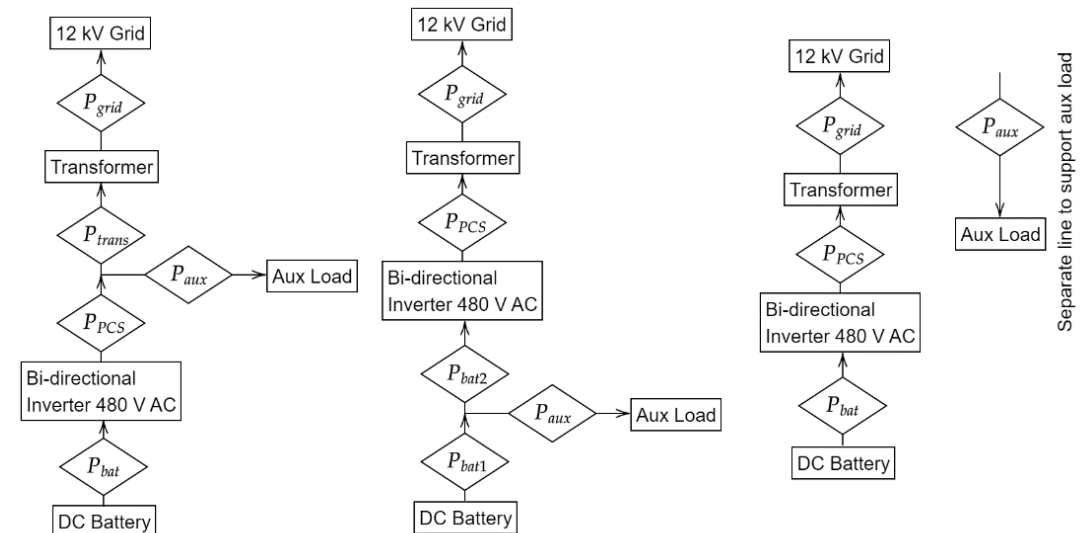 12 kV Grid
P_grid
Transformer
P_trans
P_aux
Aux Load
P_PCS
Bi-directional
Inverter 480 V AC
P_bat
DC Battery
12 kV Grid
P_grid
Transformer
P_PCS
Bi-directional
Inverter 480 V AC
P_bat2
P_aux
Aux Load
P_bat1
DC Battery
12 kV Grid
P_grid
Transformer
P_PCS
Bi-directional
Inverter 480 V AC
P_bat
DC Battery
P_aux
Aux Load
Separate line to support aux load